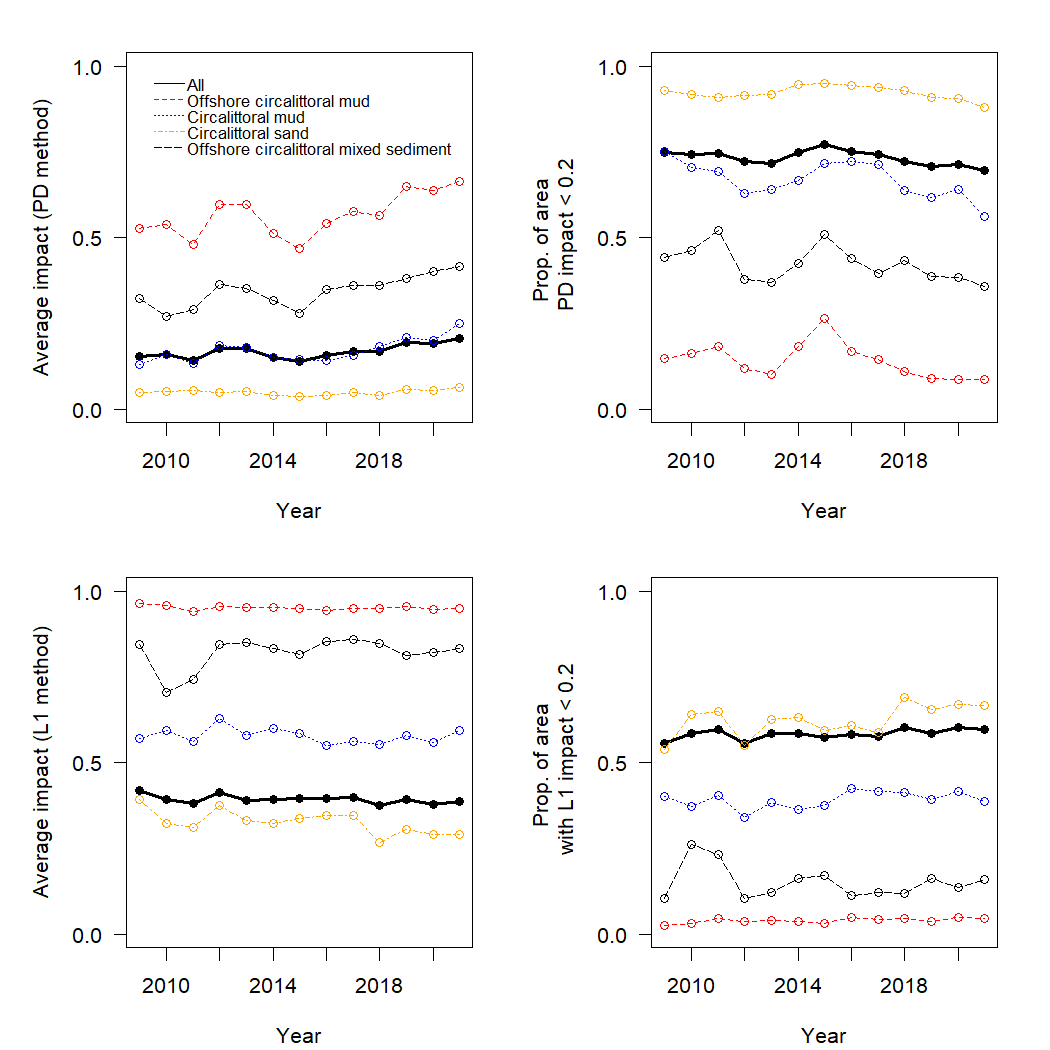 Average impact (PD method)
1.0
0.5
0.0
All
Offshore circalittoral mud
Circalittoral mud
Circalittoral sand
Offshore circalittoral mixed sediment
2010 2014 2018
Year
Prop. of area
PD impact < 0.2
1.0
0.5
0.0
2010 2014 2018
Year
Average impact (L1 method)
1.0
0.5
0.0
2010 2014 2018
Year
Prop. of area
with L1 impact < 0.2
1.0
0.5
0.0
2010 2014 2018
Year